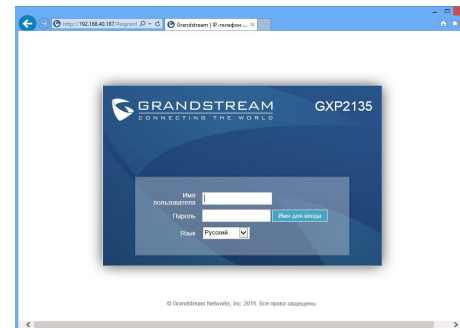 http://192.168.40.187/#signin:
Grandstream | IP-телефон ...
GRANDSTREAM
CONNECTING THE WORLD
GXP2135
Имя пользователя
Пароль
Имя для входа
Язык
Русский
© Grandstream Networks, Inc. 2015. Все права защищены.